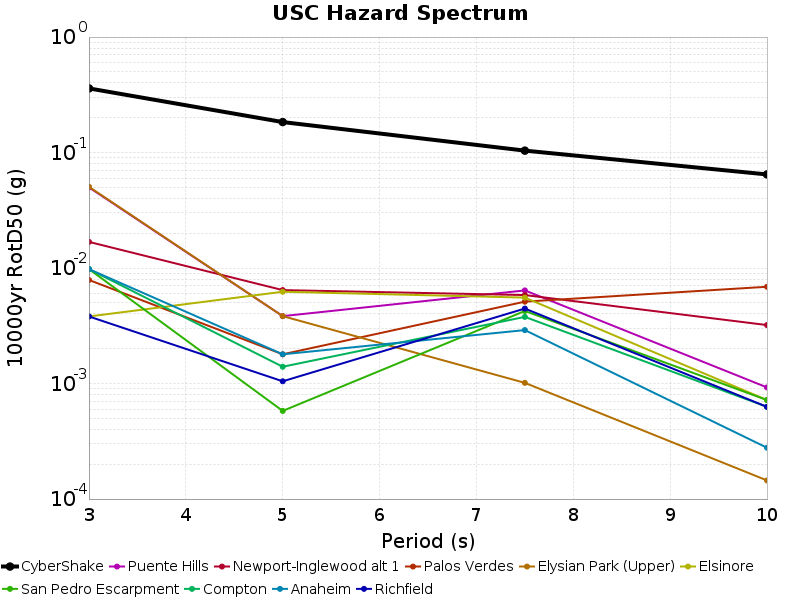 USC Hazard Spectrum
10000yr RotD50 (g)
10^0
10^-1
10^-2
10^-3
10^-4
3 4 5 6 7 8 9 10
Period (s)
CyberShake Puente Hills Newport-Inglewood alt 1 Palos Verdes Elysian Park (Upper) Elsinore
San Pedro Escarpment Compton Anaheim Richfield